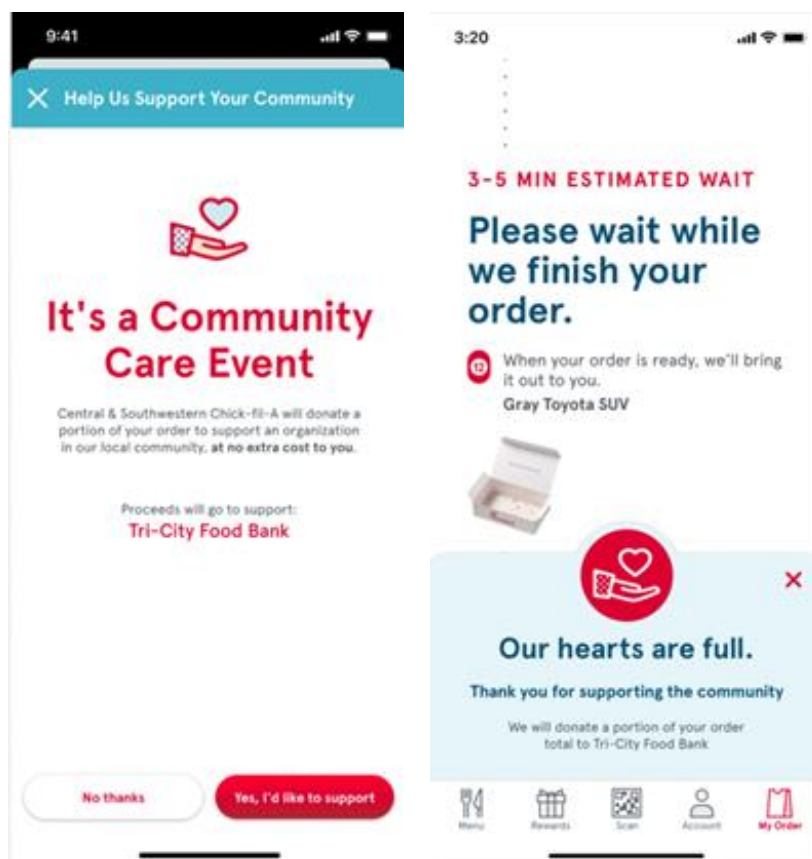 9:41
Help Us Support Your Community
It's a Community
Care Event
Central & Southwestern Chick-fil-A will donate a
portion of your order to support an organization
in our local community, at no extra cost to you.
Proceeds will go to support:
Tri-City Food Bank
No thanks
Yes, I'd like to support
3:20
3-5 MIN ESTIMATED WAIT
Please wait while
we finish your
order.
12
When your order is ready, we'll bring
it out to you.
Gray Toyota SUV
Our hearts are full.
Thank you for supporting the community
We will donate a portion of your order
total to Tri-City Food Bank
Menu
Rewards
Scan
Account
My Order